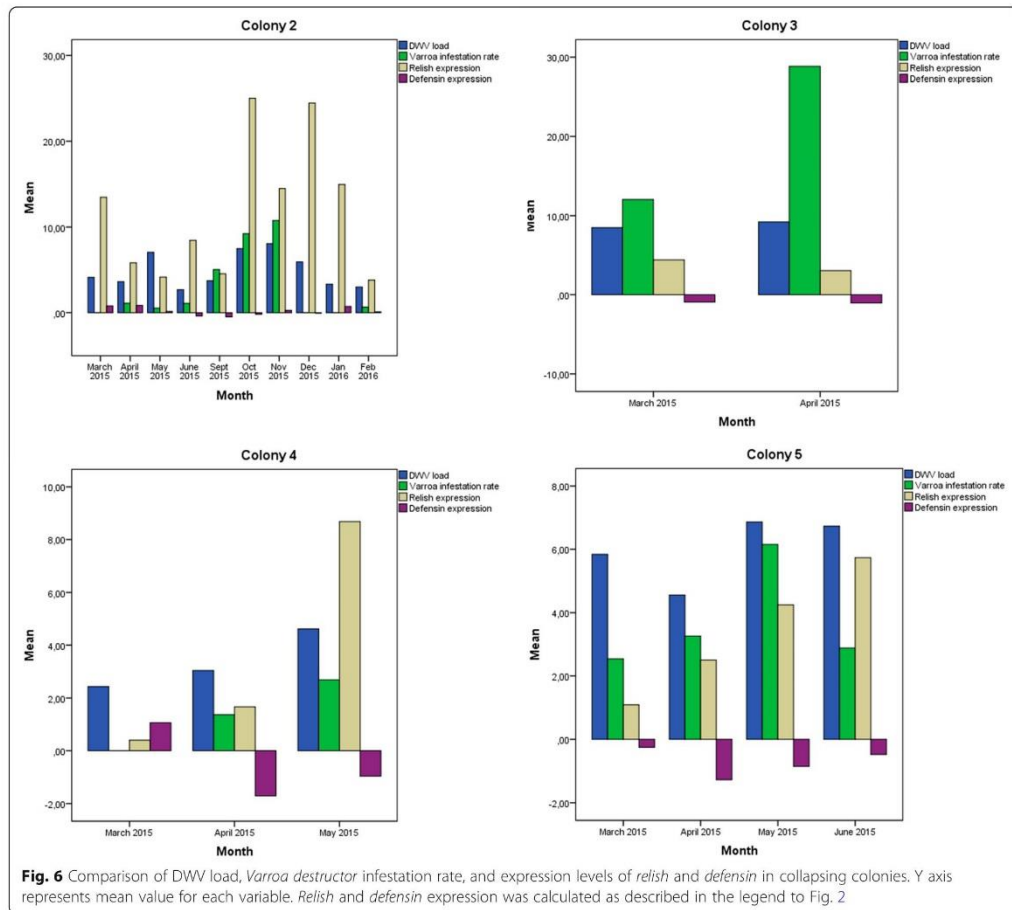 Colony 2
DWV load
Varroa infestation rate
Relish expression
Defensin expression
30,00
20,00
10,00
,00
Mean
March 2015
April 2015
May 2015
June 2015
Sept 2015
Oct 2015
Nov 2015
Dec 2015
Jan 2016
Feb 2016
Month
Colony 3
DWV load
Varroa infestation rate
Relish expression
Defensin expression
30,00
20,00
10,00
,00
-10,00
Mean
March 2015
April 2015
Month
Colony 4
DWV load
Varroa infestation rate
Relish expression
Defensin expression
10,00
8,00
6,00
4,00
2,00
,00
-2,00
Mean
March 2015
April 2015
May 2015
Month
Colony 5
DWV load
Varroa infestation rate
Relish expression
Defensin expression
8,00
6,00
4,00
2,00
,00
-2,00
Mean
March 2015
April 2015
May 2015
June 2015
Month
Fig. 6 Comparison of DWV load, Varroa destructor infestation rate, and expression levels of relish and defensin in collapsing colonies. Y axis
represents mean value for each variable. Relish and defensin expression was calculated as described in the legend to Fig. 2